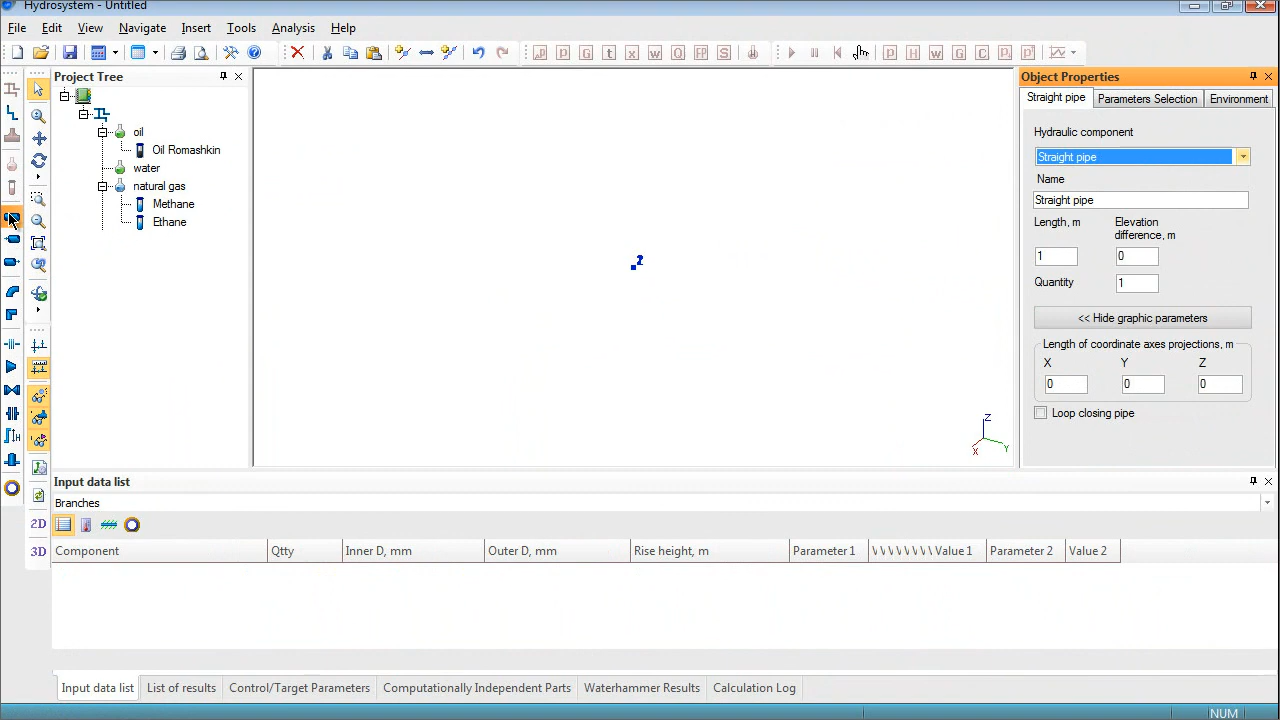 Hydrosystem - Untitled
File Edit View Navigate Insert Tools Analysis Help
Project Tree
oil
Oil Romashkin
water
natural gas
Methane
Ethane
2
Z
Y
X
2D
3D
Object Properties
Straight pipe Parameters Selection Environment
Hydraulic component
Straight pipe
Name
Straight pipe
Length, m
Elevation
difference, m
1 0
Quantity 1
<< Hide graphic parameters
Length of coordinate axes projections, m
X Y Z
0 0 0
Loop closing pipe
Input data list
Branches
Component Qtty Inner D, mm Outer D, mm Rise height, m Parameter 1 Value 1 Parameter 2 Value 2
Input data list List of results Control/Target Parameters Computationally Independent Parts Waterhammer Results Calculation Log
NUM